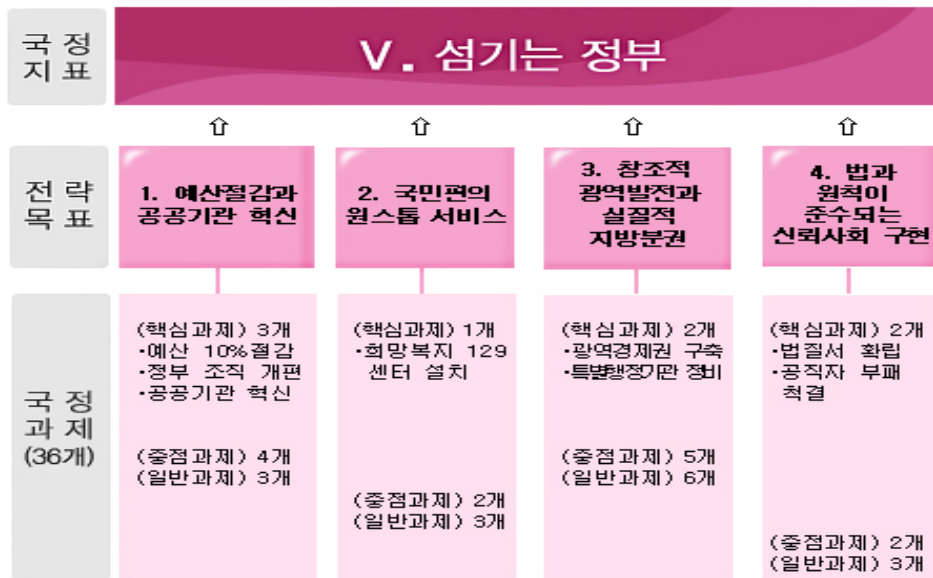 국 정
지 표
Ⅴ. 섬기는 정부
⇧ ⇧ ⇧ ⇧
전 략
목 표
1. 예산절감과
공공기관 혁신
2. 국민편의
원스톱 서비스
3. 창조적
광역발전과
실질적
지방분권
4. 법과
원칙이
준수되는
신뢰사회 구현
국 정
과 제
(36개)
(핵심과제) 3개
·예산 10%절감
·정부 조직 개편
·공공기관 혁신
(중점과제) 4개
(일반과제) 3개
(핵심과제) 1개
·희망복지 129
센터 설치
(중점과제) 2개
(일반과제) 3개
(핵심과제) 2개
·광역경제권 구축
·특별행정기관 정비
(중점과제) 5개
(일반과제) 6개
(핵심과제) 2개
·법질서 확립
·공직자 부패
척결
(중점과제) 2개
(일반과제) 3개